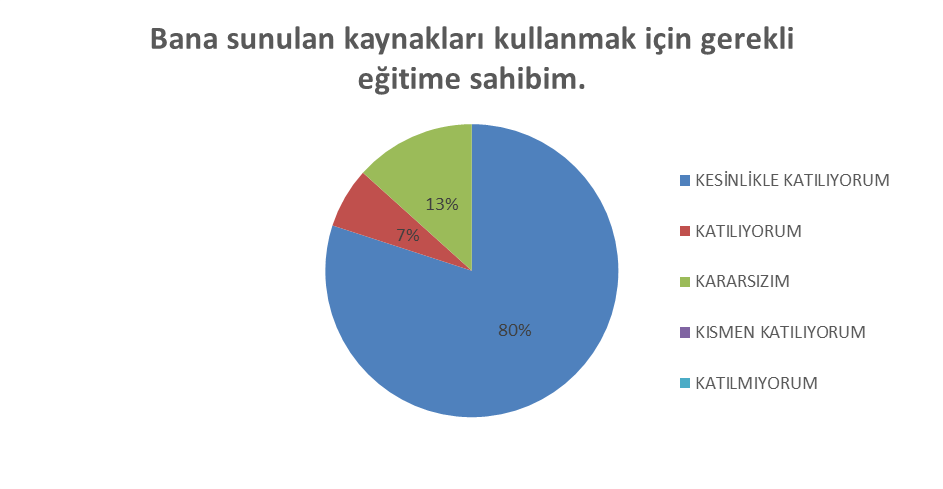 Bana sunulan kaynakları kullanmak için gerekli
eğitime sahibim.
13%
7%
80%
KESİNLİKLE KATILIYORUM
KATILIYORUM
KARARSIZIM
KISMEN KATILIYORUM
KATILMIYORUM